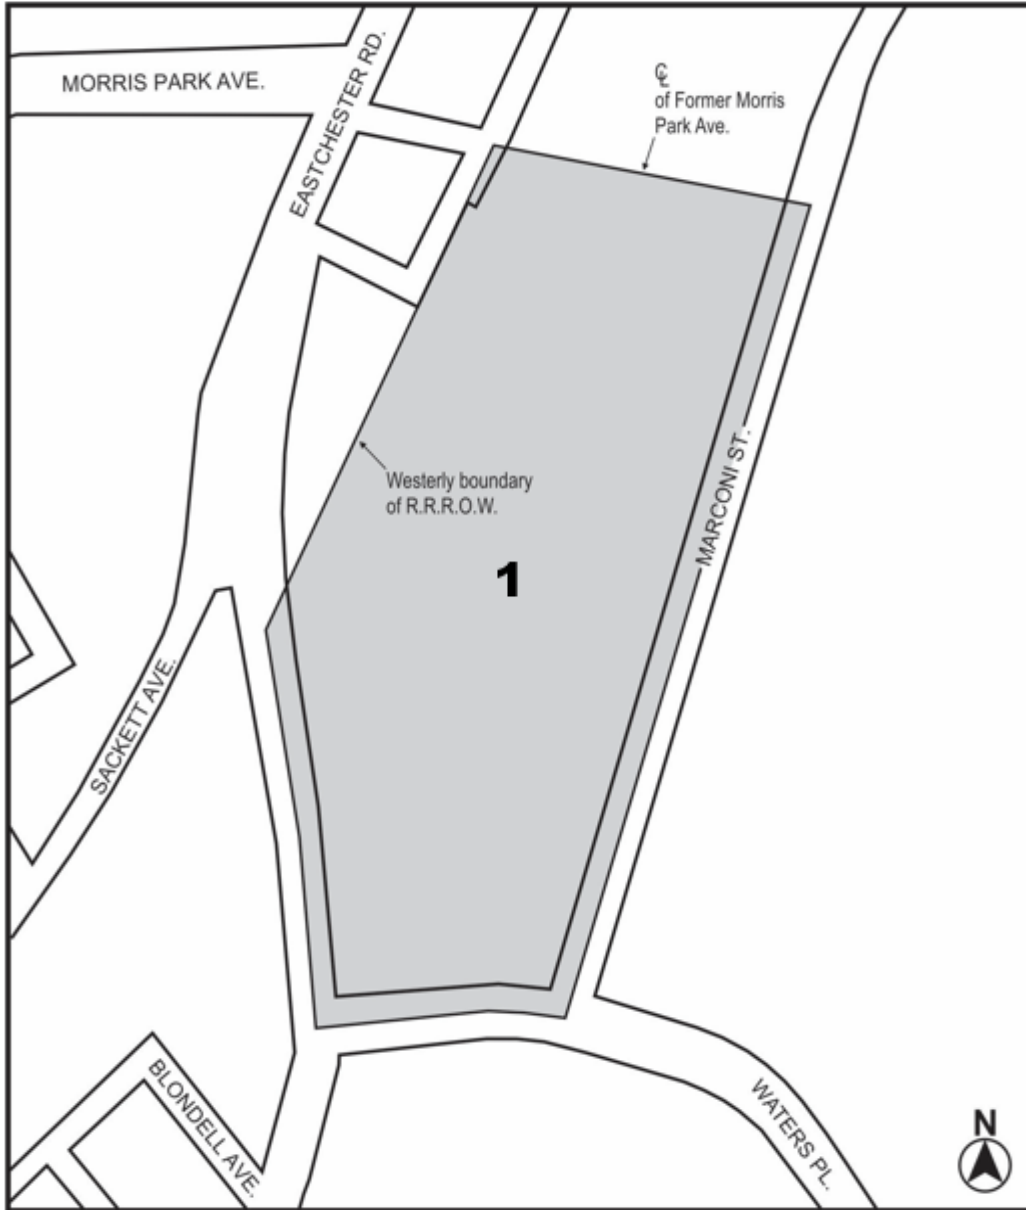 MORRIS PARK AVE.
EASTCHESTER RD.
℄
of Former Morris
Park Ave.
Westerly boundary
of R.R.R.O.W.
1
MARCONI ST.
SACKETT AVE.
BLONDELL AVE.
WATERS PL.
N